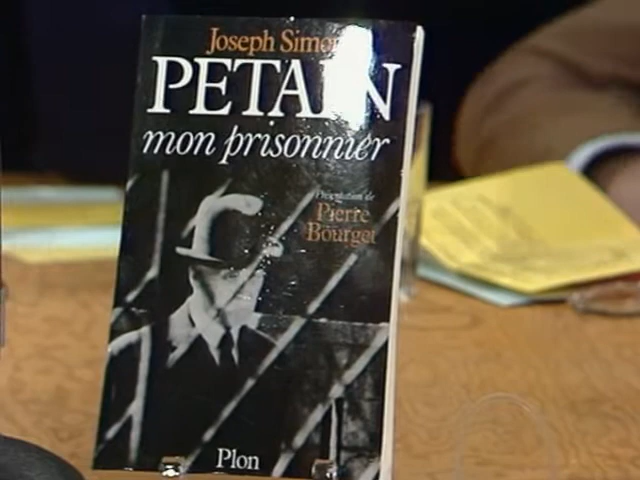 Joseph Simon
PETAIN
mon prisonnier
Présentation de
Pierre
Bourget
Plon